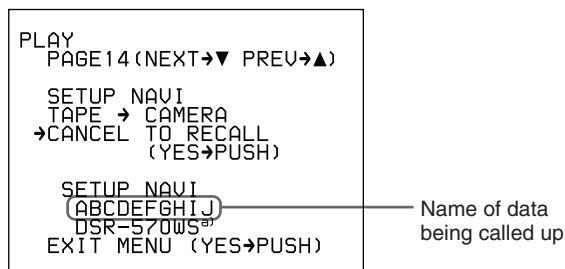 PLAY
PAGE14(NEXT➔▼ PREV➔▲)
SETUP NAVI
TAPE ➔ CAMERA
➔CANCEL TO RECALL
(YES➔PUSH)
SETUP NAVI
ABCDEFGHIJ
DSR-570WSa)
EXIT MENU (YES➔PUSH)
Name of data
being called up